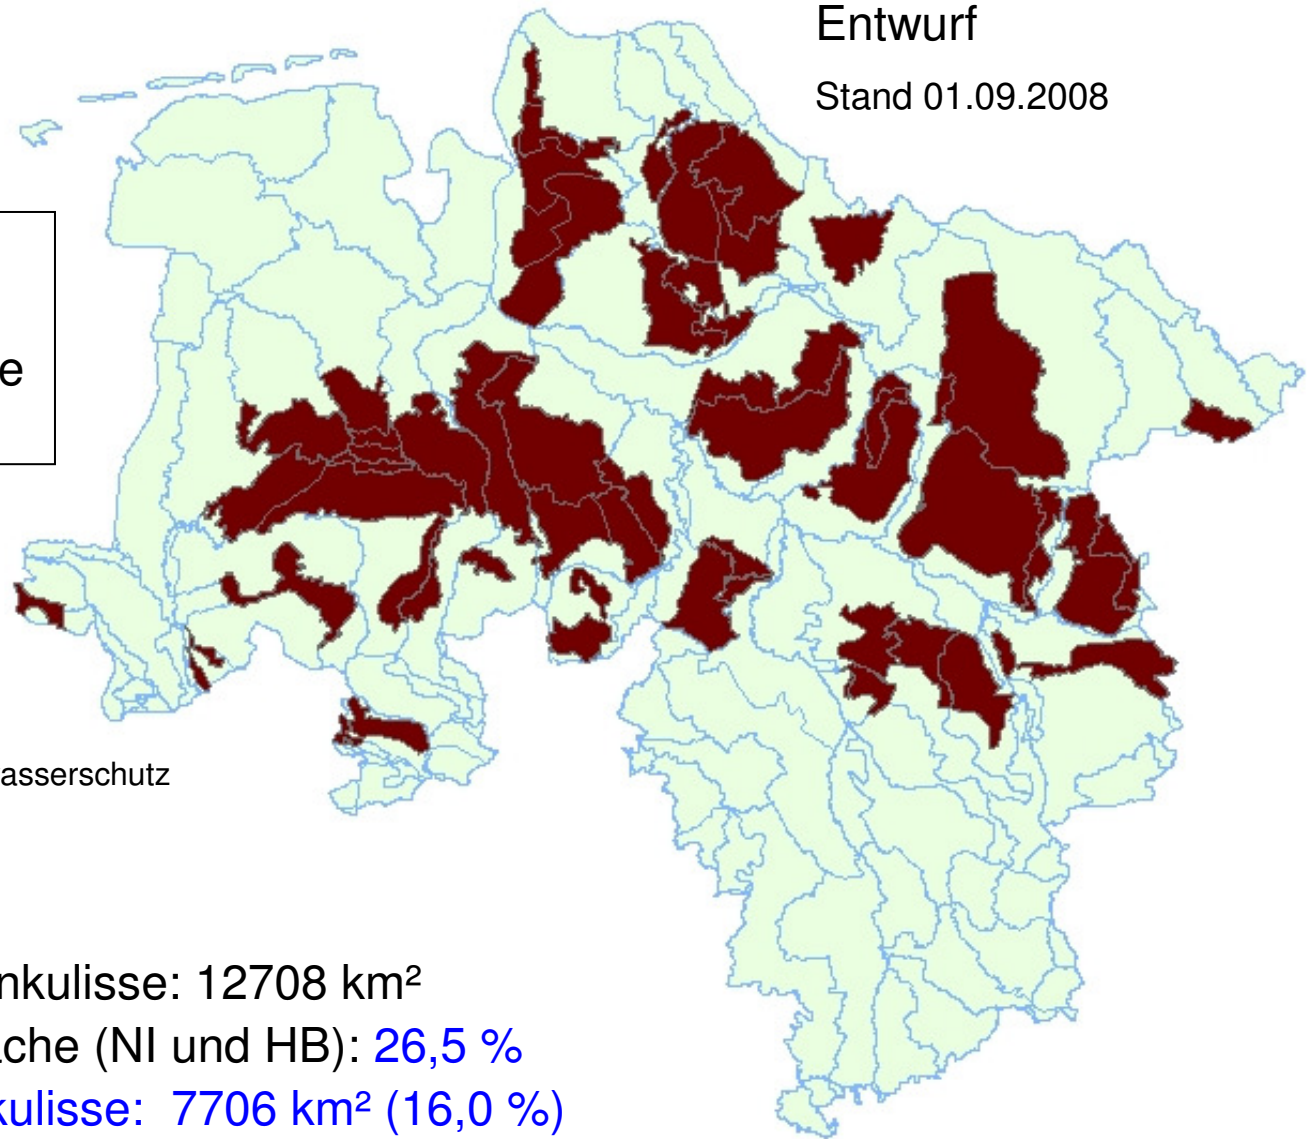 Entwurf
Stand 01.09.2008
e
asserschutz
nkulisse: 12708 km²
che (NI und HB): 26,5 %
kulisse: 7706 km² (16,0 %)